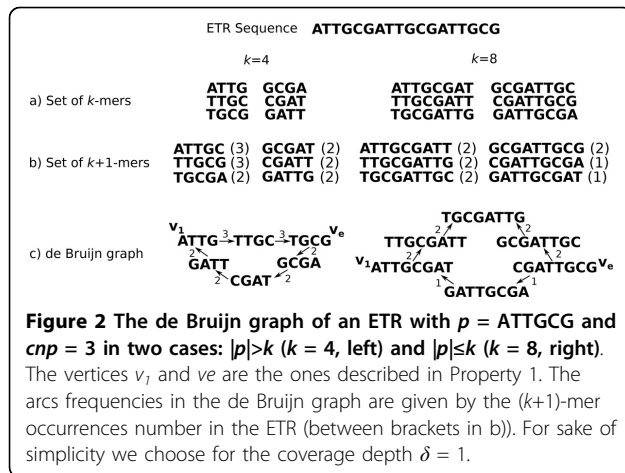 ETR Sequence ATTGCGATTGCGATTGCG
k=4 k=8
a) Set of k-mers
ATTG GCGA ATTGCGAT GCGATTGC
TTGC CGAT TTGCGATT CGATTGCG
TGCG GATT TGCGATTG GATTGCGA
b) Set of k+1-mers
ATTGC (3) GCGAT (2) ATTGCGATT (2) GCGATTGCG (2)
TTGCG (3) CGATT (2) TTGCGATTG (2) CGATTGCGA (1)
TGCGA (2) GATTG (2) TGCGATTGC (2) GATTGCGAT (1)
c) de Bruijn graph
v1 ATTG 3 TTGC 3 TGCG ve
2 GATT 2 CGAT 2 GCGA 2
TGCGATTG
2 2
TTGCGATT GCGATTGC
2 2
v1 ATTGCGAT CGATTGCG ve
1 1
GATTGCGA
Figure 2 The de Bruijn graph of an ETR with p = ATTGCG and
cnp = 3 in two cases: |p|>k (k = 4, left) and |p|≤k (k = 8, right).
The vertices v1 and ve are the ones described in Property 1. The
arcs frequencies in the de Bruijn graph are given by the (k+1)-mer
occurrences number in the ETR (between brackets in b)). For sake of
simplicity we choose for the coverage depth δ = 1.